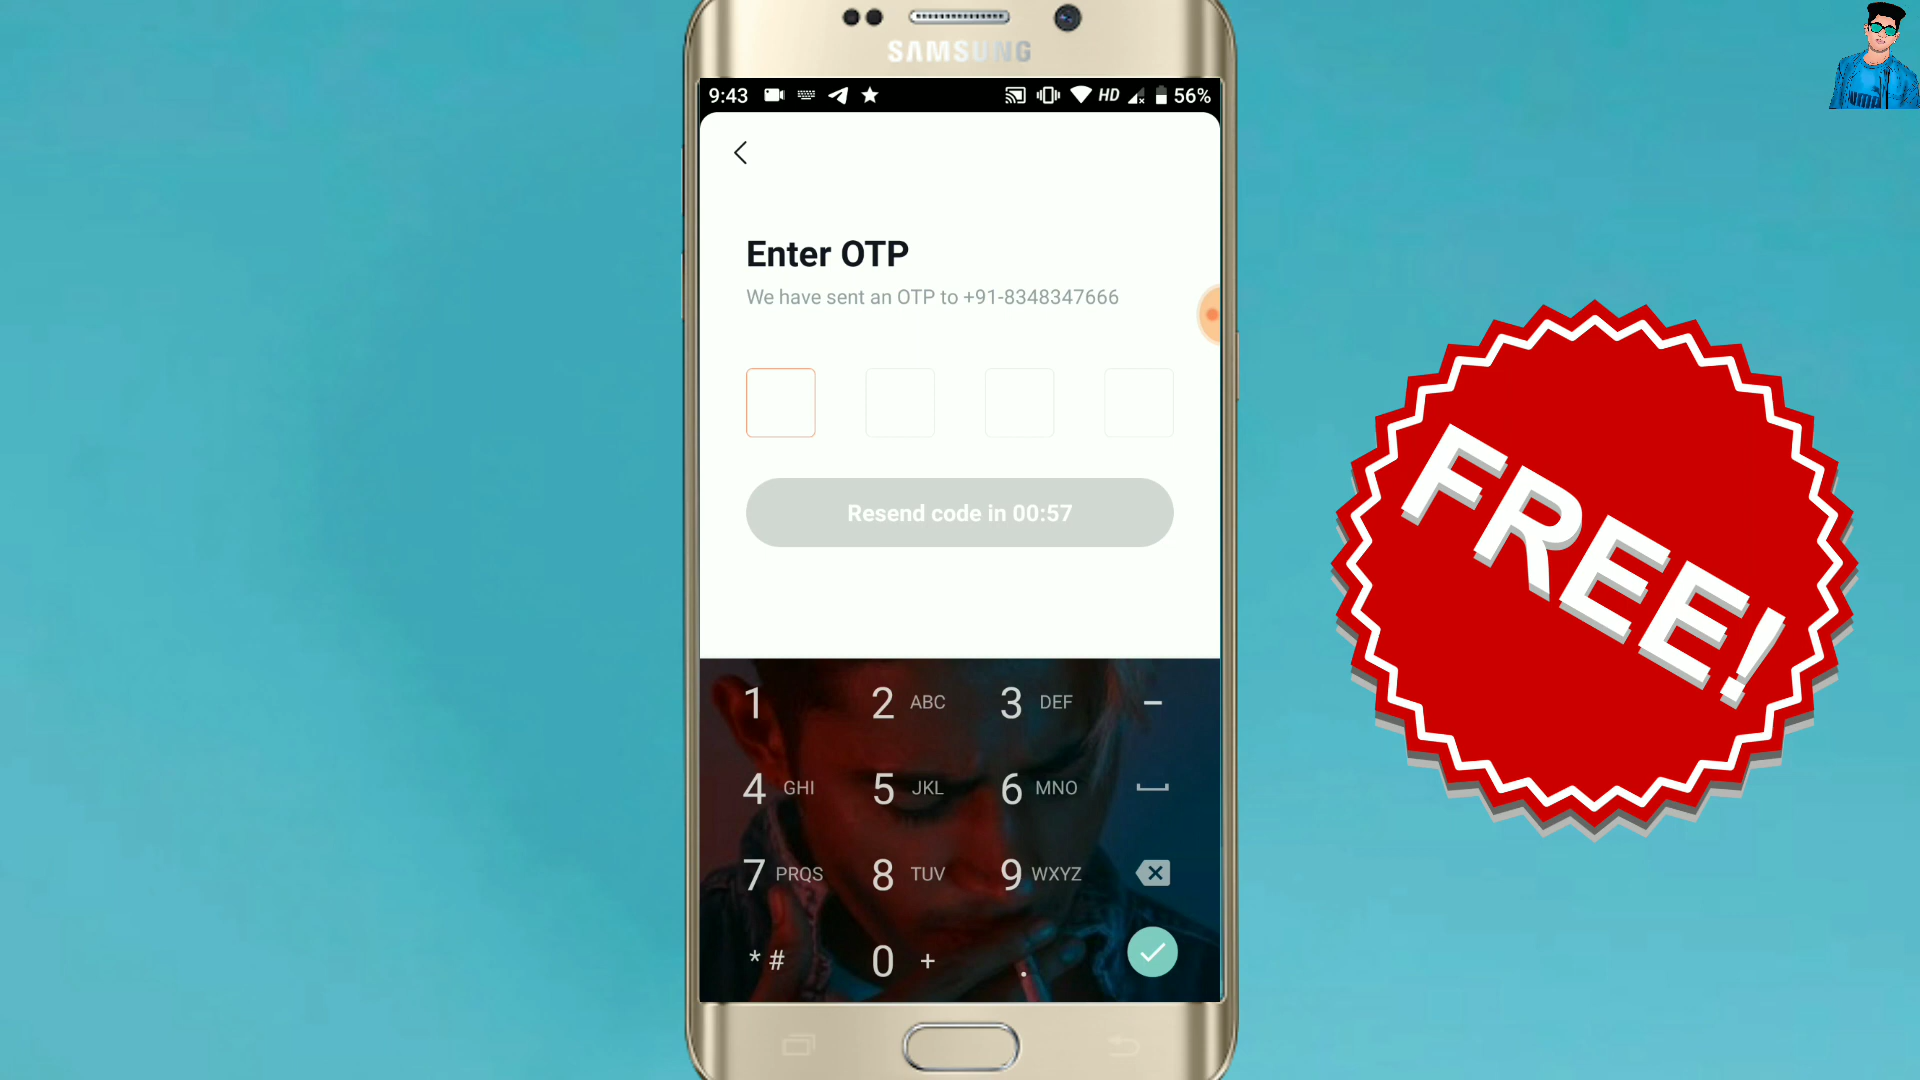 SAMSUNG
9:43 HD 56%
Enter OTP
We have sent an OTP to +91-8348347666
Resend code in 00:57
1 2 ABC 3 DEF -
4 GHI 5 JKL 6 MNO
7 PRQS 8 TUV 9 WXYZ
* # 0 + .
FREE!
PUMA